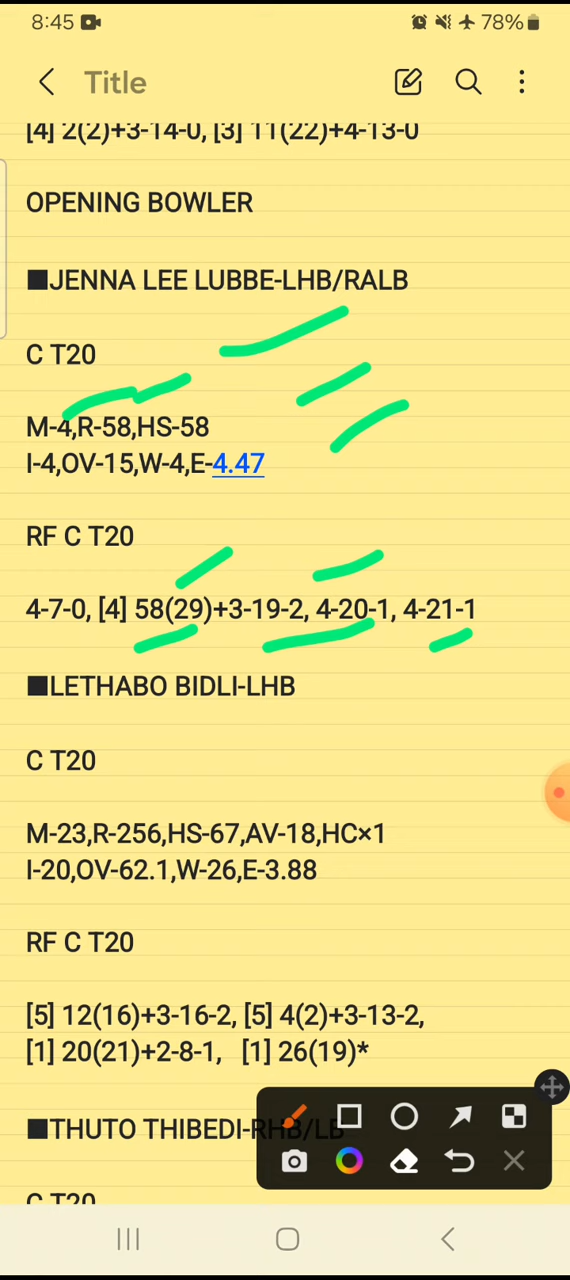 8:45
78%
Title
[4] 2(2)+3-14-0, [3] 11(22)+4-13-0
OPENING BOWLER
■JENNA LEE LUBBE-LHB/RALB
C T20
M-4,R-58,HS-58
I-4,OV-15,W-4,E-4.47
RF C T20
4-7-0, [4] 58(29)+3-19-2, 4-20-1, 4-21-1
■LETHABO BIDLI-LHB
C T20
M-23,R-256,HS-67,AV-18,HC×1
I-20,OV-62.1,W-26,E-3.88
RF C T20
[5] 12(16)+3-16-2, [5] 4(2)+3-13-2,
[1] 20(21)+2-8-1, [1] 26(19)*
■THUTO THIBEDI-RHB/LB
C T20